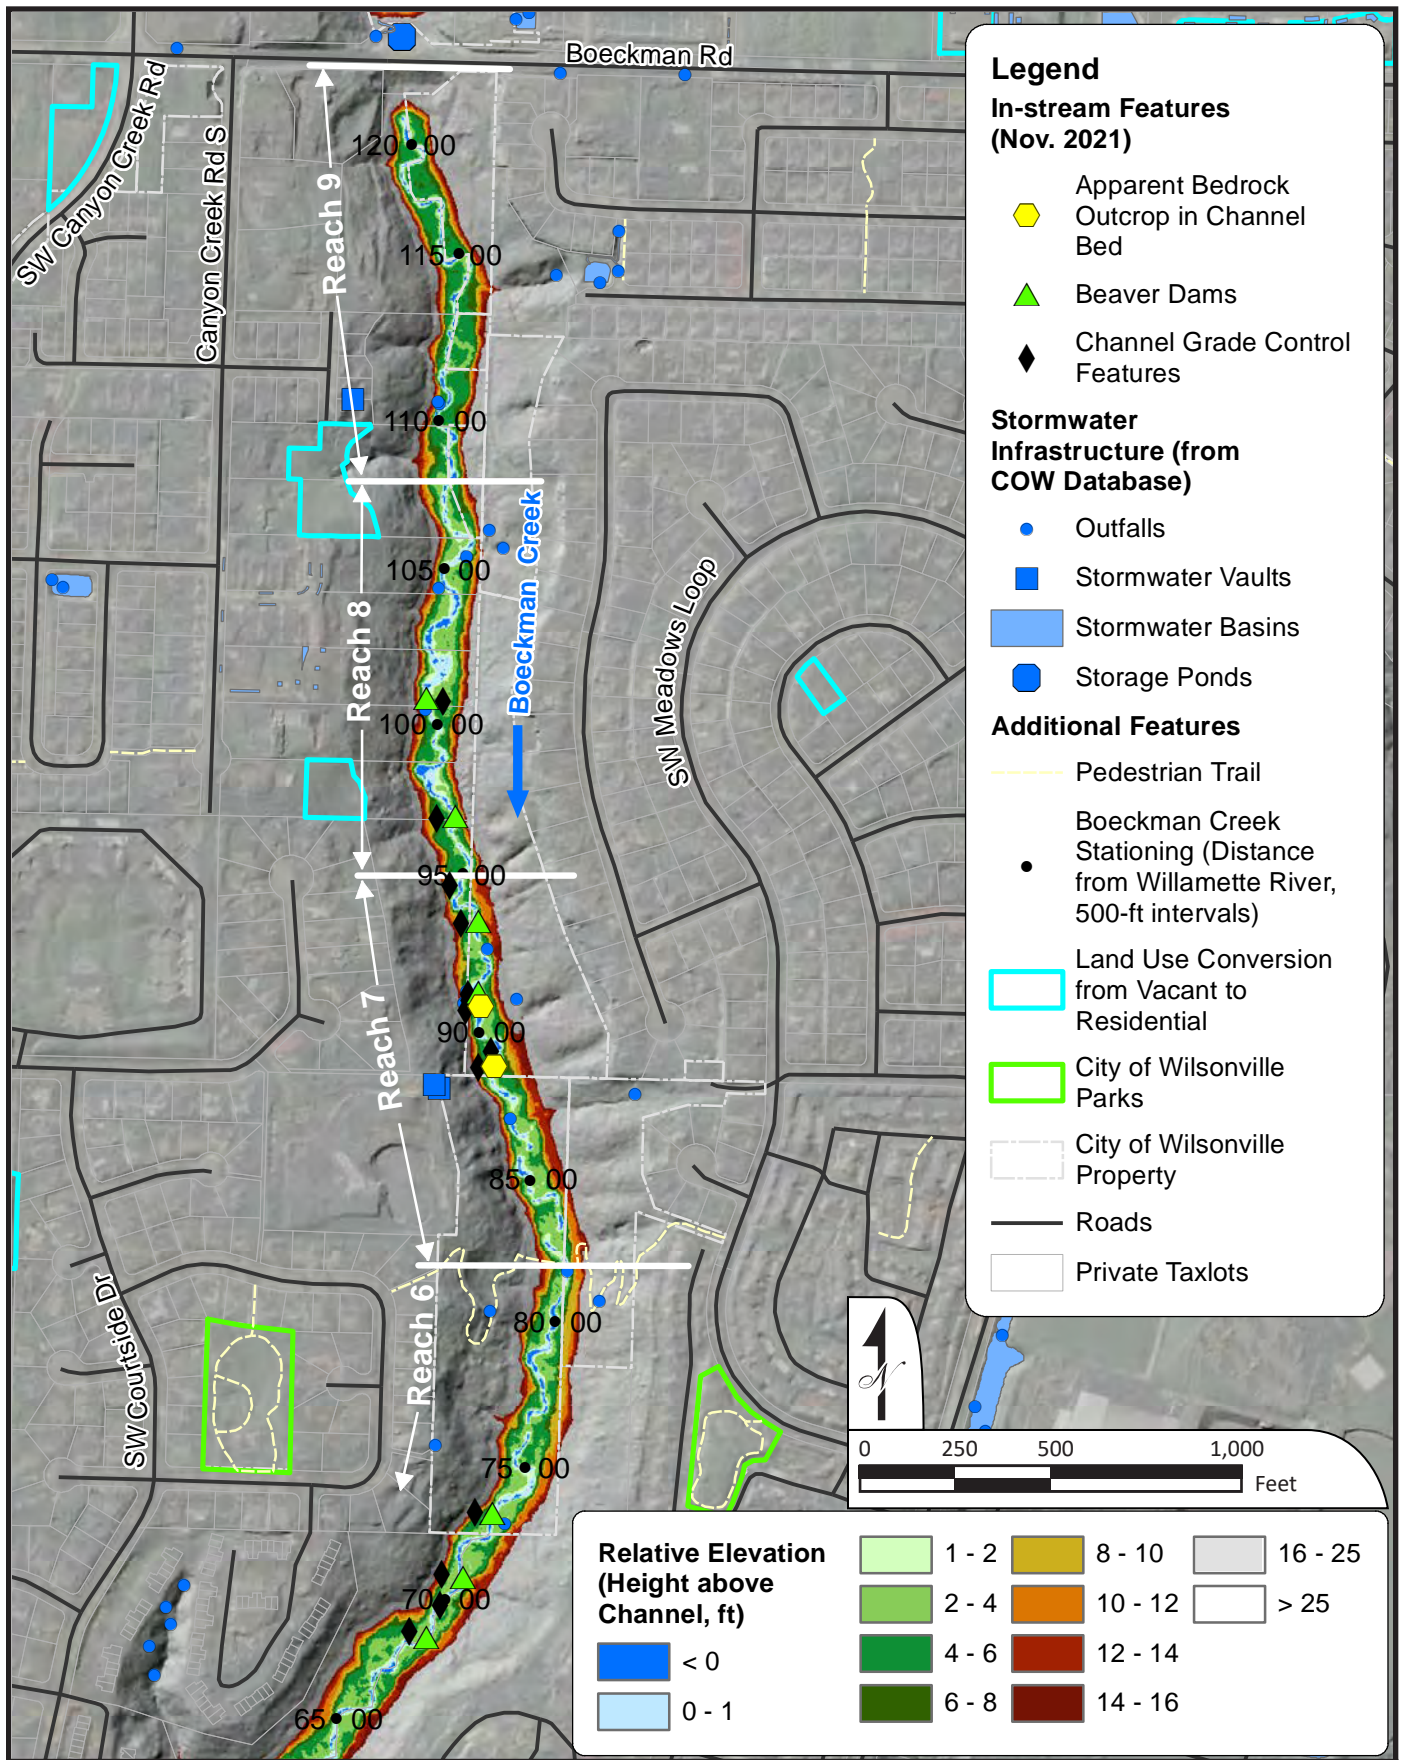 Boeckman Rd
SW Canyon Creek Rd
Canyon Creek Rd S
Reach 9
120 00
115 00
110 00
Reach 8
105 00
Boeckman Creek
SW Meadows Loop
100 00
95 00
Reach 7
90 00
85 00
Reach 6
80 00
SW Courtside Dr
75 00
70 00
65 00
Legend
In-stream Features
(Nov. 2021)
Apparent Bedrock
Outcrop in Channel
Bed
Beaver Dams
Channel Grade Control
Features
Stormwater
Infrastructure (from
COW Database)
Outfalls
Stormwater Vaults
Stormwater Basins
Storage Ponds
Additional Features
Pedestrian Trail
Boeckman Creek
Stationing (Distance
from Willamette River,
500-ft intervals)
Land Use Conversion
from Vacant to
Residential
City of Wilsonville
Parks
City of Wilsonville
Property
Roads
Private Taxlots
N
0 250 500 1,000
Feet
Relative Elevation
(Height above
Channel, ft)
< 0
0 - 1
1 - 2
2 - 4
4 - 6
6 - 8
8 - 10
10 - 12
12 - 14
14 - 16
16 - 25
> 25